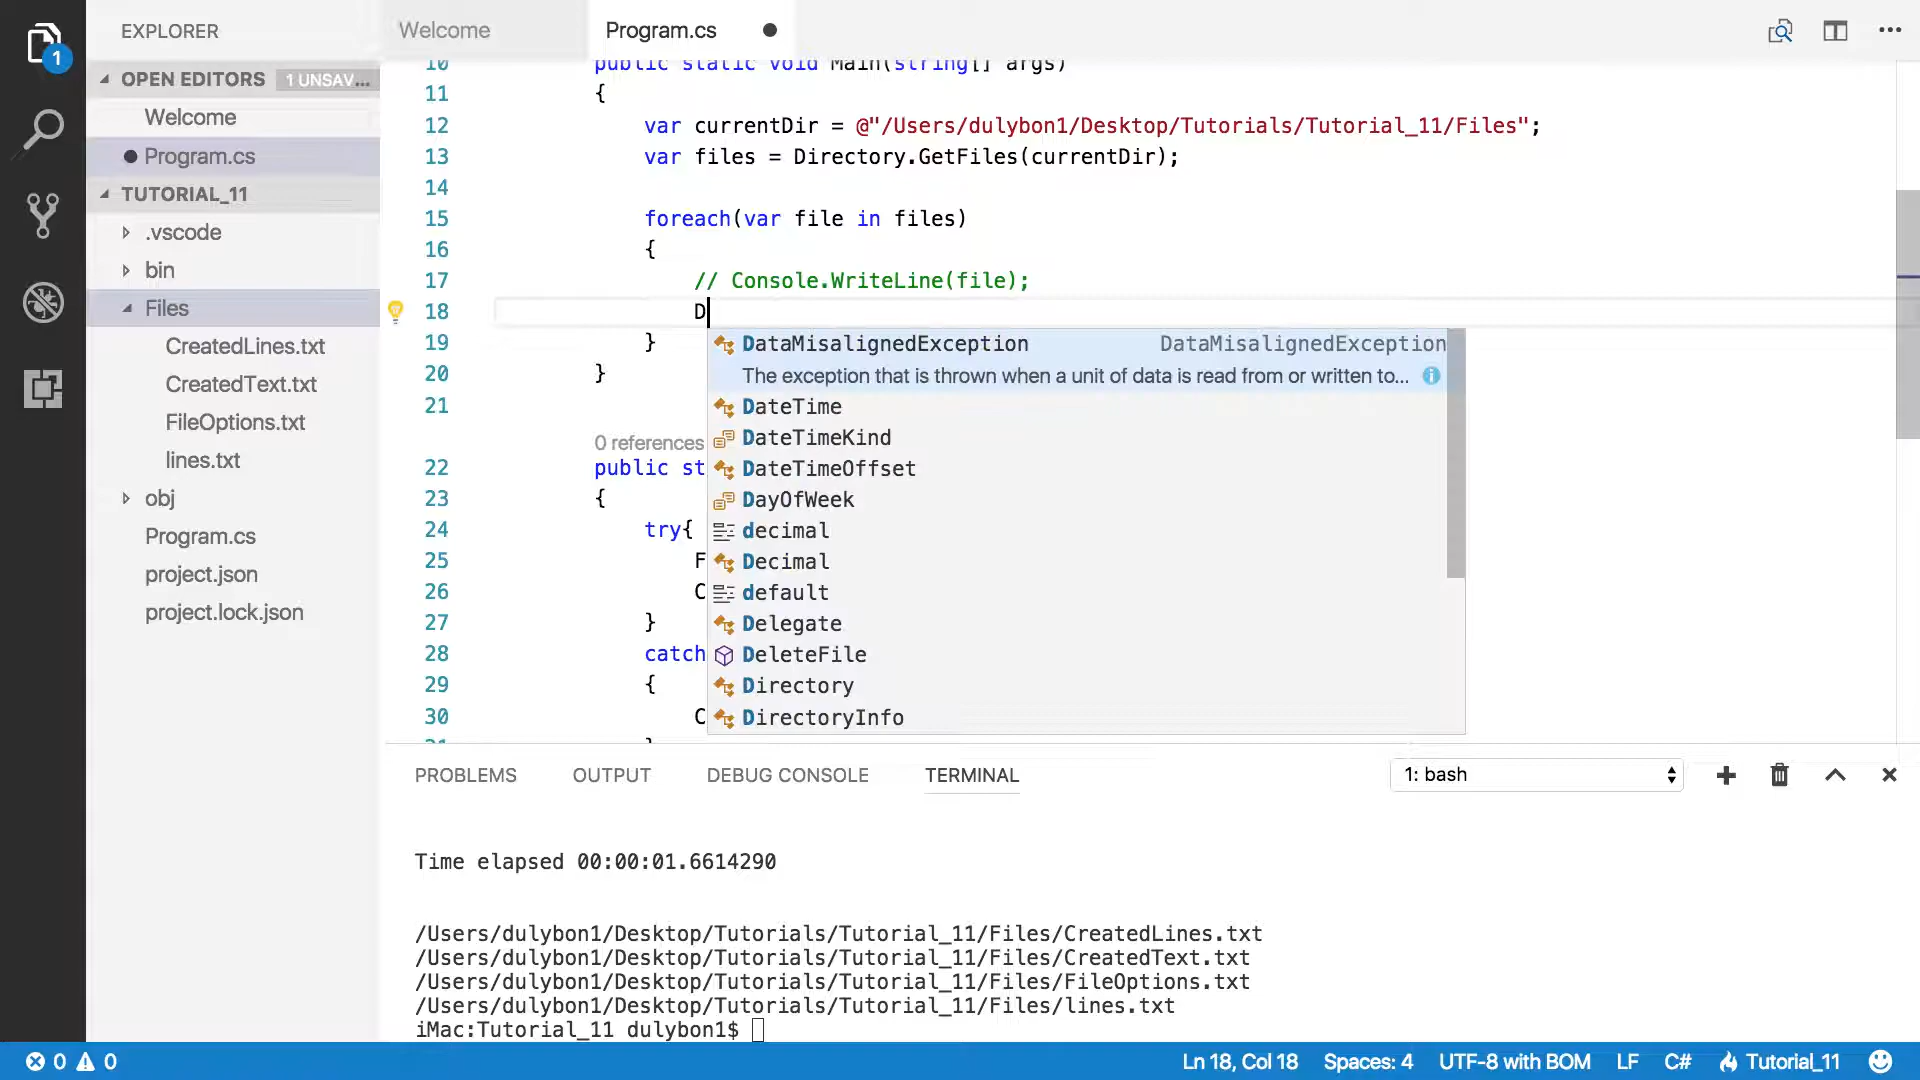 EXPLORER
Welcome
Program.cs
1
OPEN EDITORS 1 UNSAV...
Welcome
Program.cs
TUTORIAL_11
.vscode
bin
Files
CreatedLines.txt
CreatedText.txt
FileOptions.txt
lines.txt
obj
Program.cs
project.json
project.lock.json
10 public static void Main(string[] args)
11 {
12 var currentDir = @"/Users/dulybon1/Desktop/Tutorials/Tutorial_11/Files";
13 var files = Directory.GetFiles(currentDir);
14
15 foreach(var file in files)
16 {
17 // Console.WriteLine(file);
18 D
19 }
20 }
21
0 references
22 public st
23 {
24 try{
25 F
26 C
27 }
28 catch
29 {
30 C
DataMisalignedException DataMisalignedException
The exception that is thrown when a unit of data is read from or written to...
DateTime
DateTimeKind
DateTimeOffset
DayOfWeek
decimal
Decimal
default
Delegate
DeleteFile
Directory
DirectoryInfo
PROBLEMS OUTPUT DEBUG CONSOLE TERMINAL 1: bash
Time elapsed 00:00:01.6614290
/Users/dulybon1/Desktop/Tutorials/Tutorial_11/Files/CreatedLines.txt
/Users/dulybon1/Desktop/Tutorials/Tutorial_11/Files/CreatedText.txt
/Users/dulybon1/Desktop/Tutorials/Tutorial_11/Files/FileOptions.txt
/Users/dulybon1/Desktop/Tutorials/Tutorial_11/Files/lines.txt
iMac:Tutorial_11 dulybon1$
0 0 Ln 18, Col 18 Spaces: 4 UTF-8 with BOM LF C# Tutorial_11